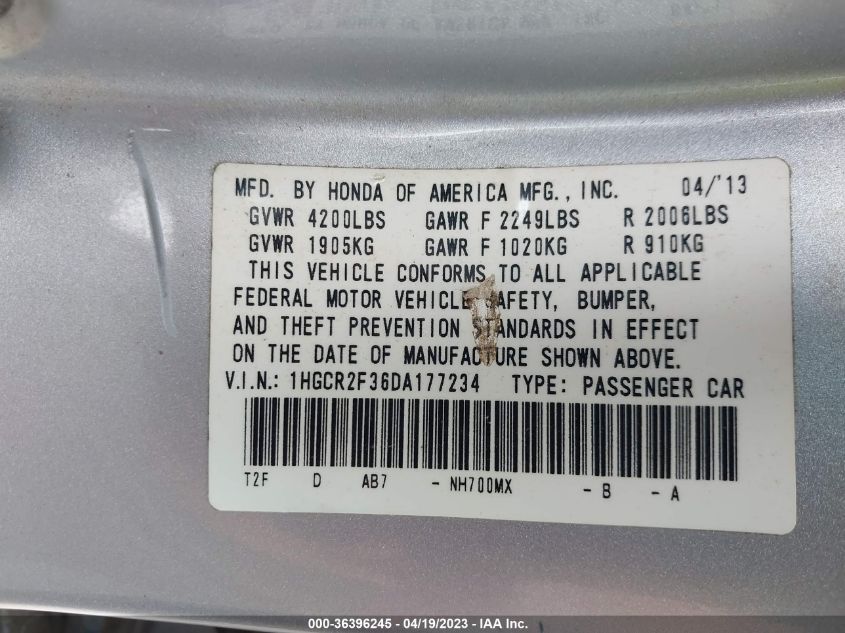 MFD. BY HONDA OF AMERICA MFG., INC. 04/'13
GVWR 4200LBS GAWR F 2249LBS R 2006LBS
GVWR 1905KG GAWR F 1020KG R 910KG
THIS VEHICLE CONFORMS TO ALL APPLICABLE
FEDERAL MOTOR VEHICLE SAFETY, BUMPER,
AND THEFT PREVENTION STANDARDS IN EFFECT
ON THE DATE OF MANUFACTURE SHOWN ABOVE.
V.I.N.: 1HGCR2F36DA177234 TYPE: PASSENGER CAR
T2F D AB7 - NH700MX - B - A
000-36396245 - 04/19/2023 - IAA Inc.